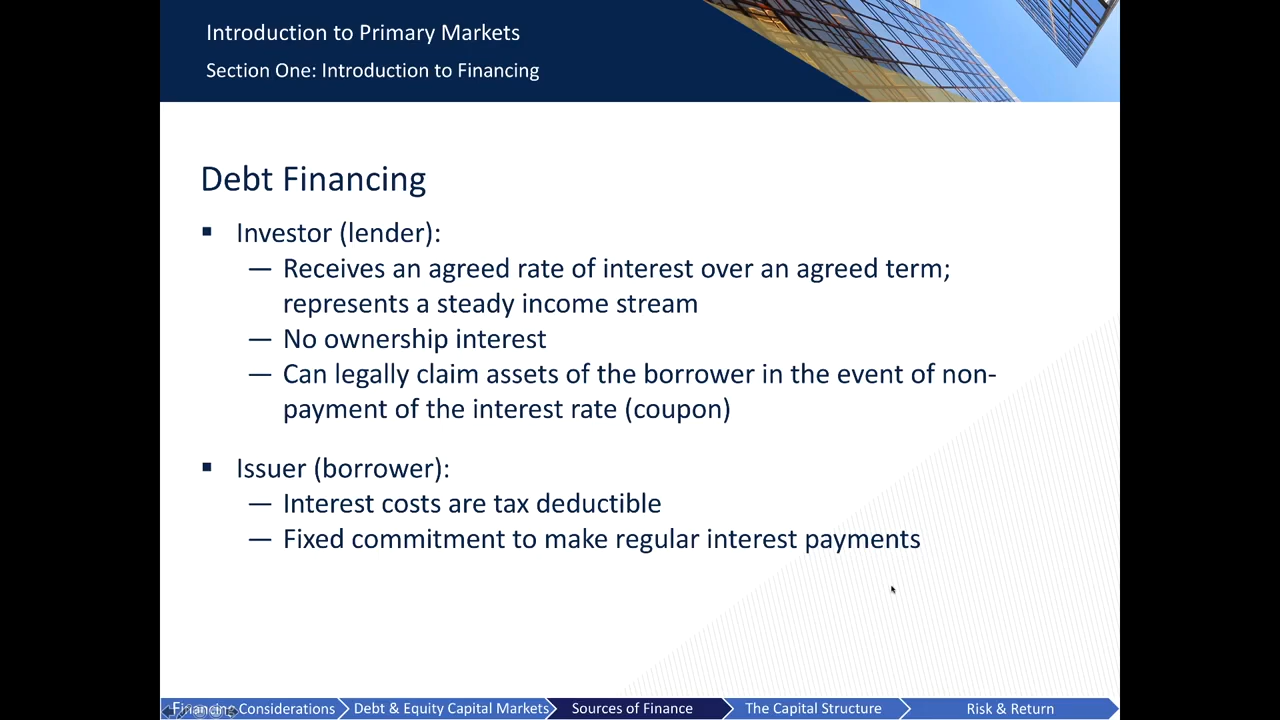 Introduction to Primary Markets
Section One: Introduction to Financing
Debt Financing
▪ Investor (lender):
— Receives an agreed rate of interest over an agreed term;
represents a steady income stream
— No ownership interest
— Can legally claim assets of the borrower in the event of non-
payment of the interest rate (coupon)
▪ Issuer (borrower):
— Interest costs are tax deductible
— Fixed commitment to make regular interest payments
Financing Considerations
Debt & Equity Capital Markets
Sources of Finance
The Capital Structure
Risk & Return